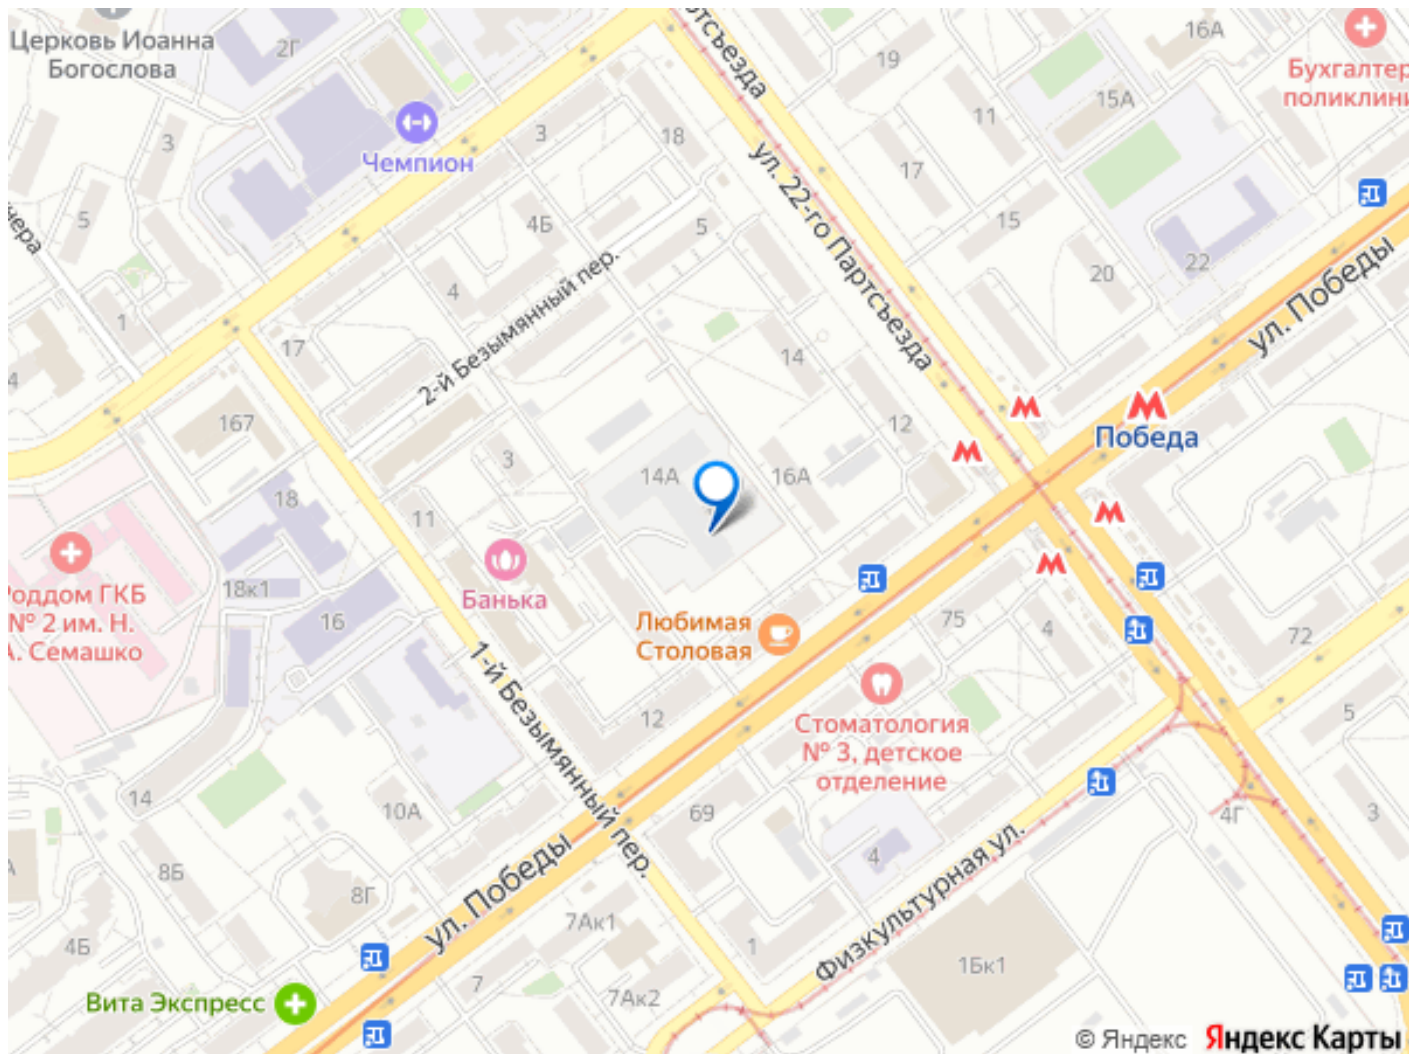 Церковь Иоанна
Богослова
2Г
19
16А
Бухгалтер
поликлини
15А
11
Чемпион
3
3
18
17
ул. 22-го Партсъезда
5
4Б
5
15
22
20
ул. Победы
4
2-й Безымянный пер.
1
17
14
12
Победа
167
3
14А
16А
18
11
Банька
Роддом ГКБ
№ 2 им. Н.
А. Семашко
18к1
16
Любимая
Столовая
75
4
72
1-й Безымянный пер.
12
Стоматология
№ 3, детское
отделение
5
14
10А
69
4Г
3
8Б
8Г
4
ул. Победы
Физкультурная ул.
4Б
7Ак1
1
1Бк1
Вита Экспресс
7
7Ак2
© Яндекс Яндекс Карты